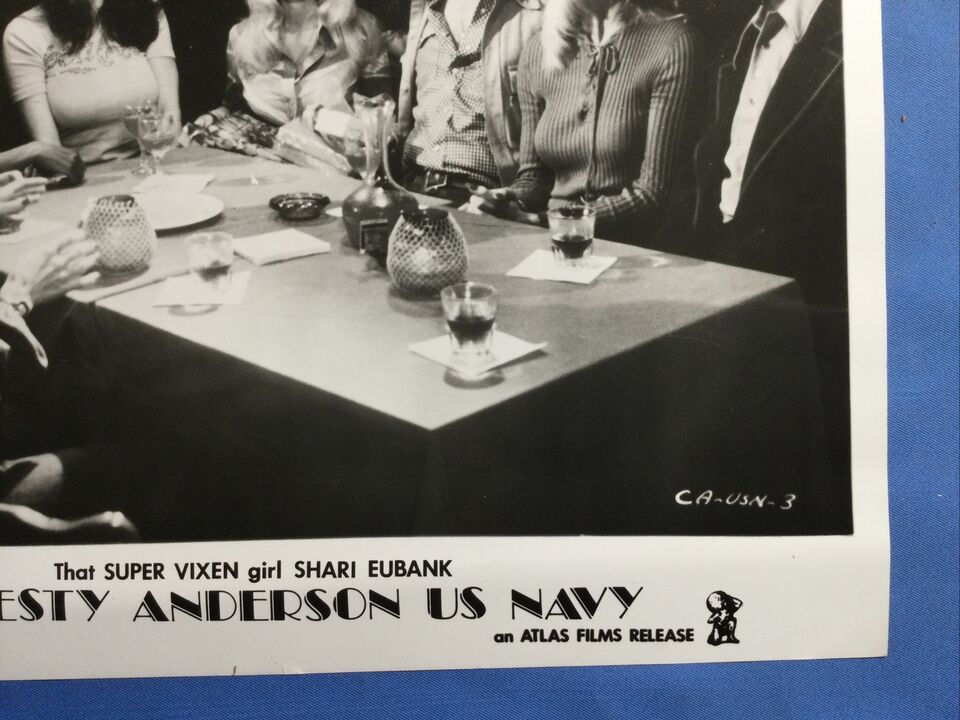 CA-USN-3
That SUPER VIXEN girl SHARI EUBANK
ESTY ANDERSON US NAVY
an ATLAS FILMS RELEASE